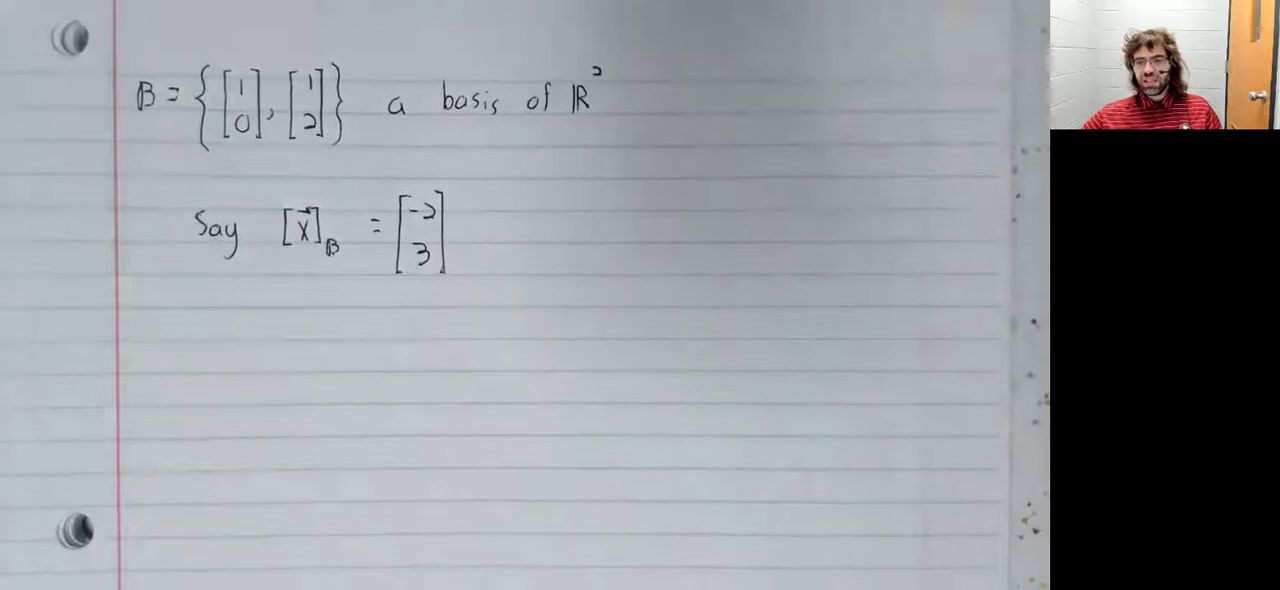 B = { [1 0], [1 2] } a basis of ℝ²
Say [x⃗]_B = [-2 3]